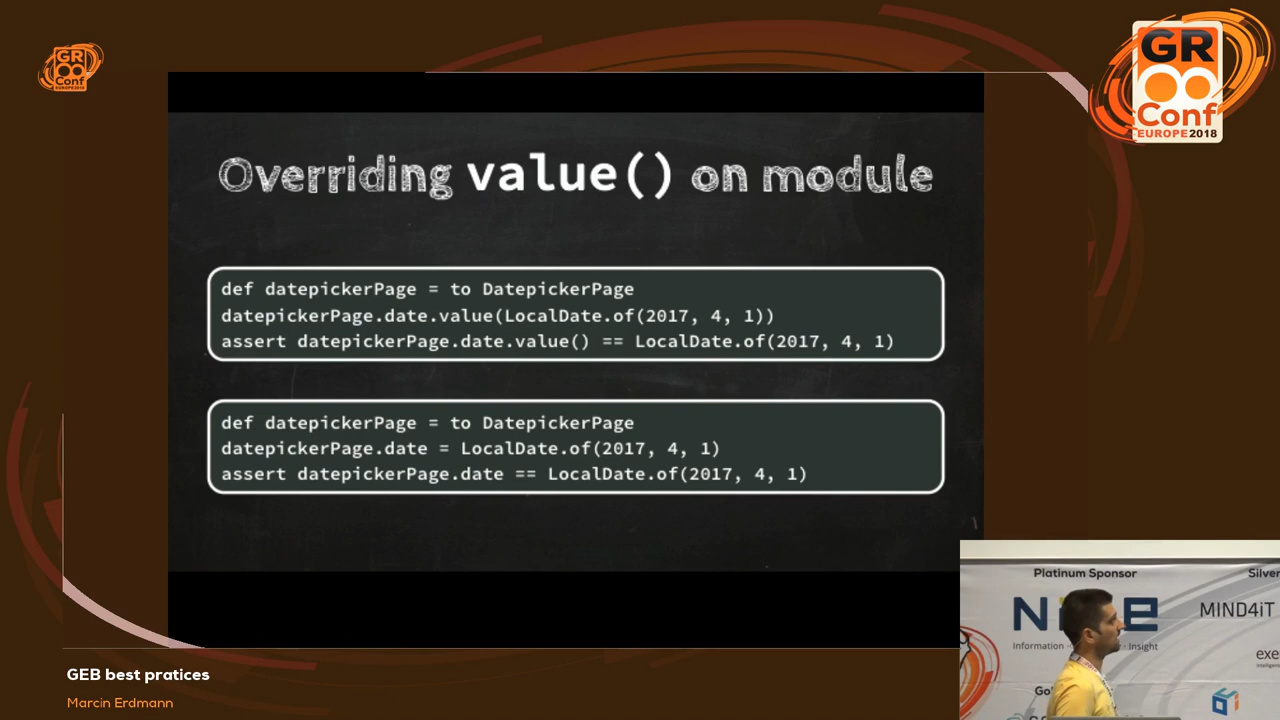 GR
Conf
EUROPE 2018
GR
Conf
EUROPE 2018
Overriding value() on module
def datepickerPage = to DatepickerPage
datepickerPage.date.value(LocalDate.of(2017, 4, 1))
assert datepickerPage.date.value() == LocalDate.of(2017, 4, 1)
def datepickerPage = to DatepickerPage
datepickerPage.date = LocalDate.of(2017, 4, 1)
assert datepickerPage.date == LocalDate.of(2017, 4, 1)
Platinum Sponsor
Silver
MIND4iT
Information
Insight
exe
GEB best pratices
Marcin Erdmann